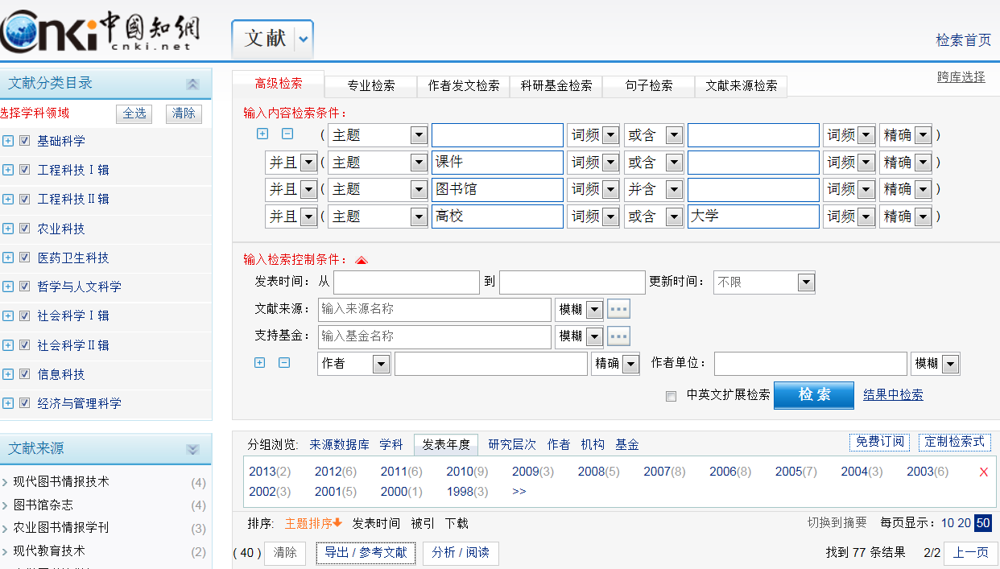 cnki 中國知網
cnki.net
文献
检索首页
文献分类目录
选择学科领域 全选 清除
基础科学
工程科技Ⅰ辑
工程科技Ⅱ辑
农业科技
医药卫生科技
哲学与人文科学
社会科学Ⅰ辑
社会科学Ⅱ辑
信息科技
经济与管理科学
文献来源
现代图书情报技术 (4)
图书馆杂志 (4)
农业图书情报学刊 (3)
现代教育技术 (2)
高级检索 专业检索 作者发文检索 科研基金检索 句子检索 文献来源检索 跨库选择
输入内容检索条件：
( 主题 词频 或含 词频 精确 )
并且 ( 主题 课件 词频 或含 词频 精确 )
并且 ( 主题 图书馆 词频 并含 词频 精确 )
并且 ( 主题 高校 词频 或含 大学 词频 精确 )
输入检索控制条件：
发表时间： 从 到 更新时间： 不限
文献来源： 输入来源名称 模糊 ...
支持基金： 输入基金名称 模糊 ...
作者 精确 作者单位： 模糊
中英文扩展检索 检索 结果中检索
分组浏览: 来源数据库 学科 发表年度 研究层次 作者 机构 基金 免费订阅 定制检索式
2013(2) 2012(6) 2011(6) 2010(9) 2009(3) 2008(5) 2007(8) 2006(8) 2005(7) 2004(3) 2003(6) X
2002(3) 2001(5) 2000(1) 1998(3) >>
排序: 主题排序 发表时间 被引 下载 切换到摘要 每页显示：10 20 50
( 40 ) 清除 导出 / 参考文献 分析 / 阅读 找到 77 条结果 2/2 上一页